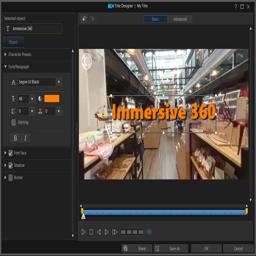 Title Designer | My Title
Selected object:
Immersive 360
Object
Character Presets
Font/Paragraph
Segoe UI Black
Kerning
B I
Font Face
Shadow
Border
Basic Advanced
Immersive 360
Share Save As OK Cancel